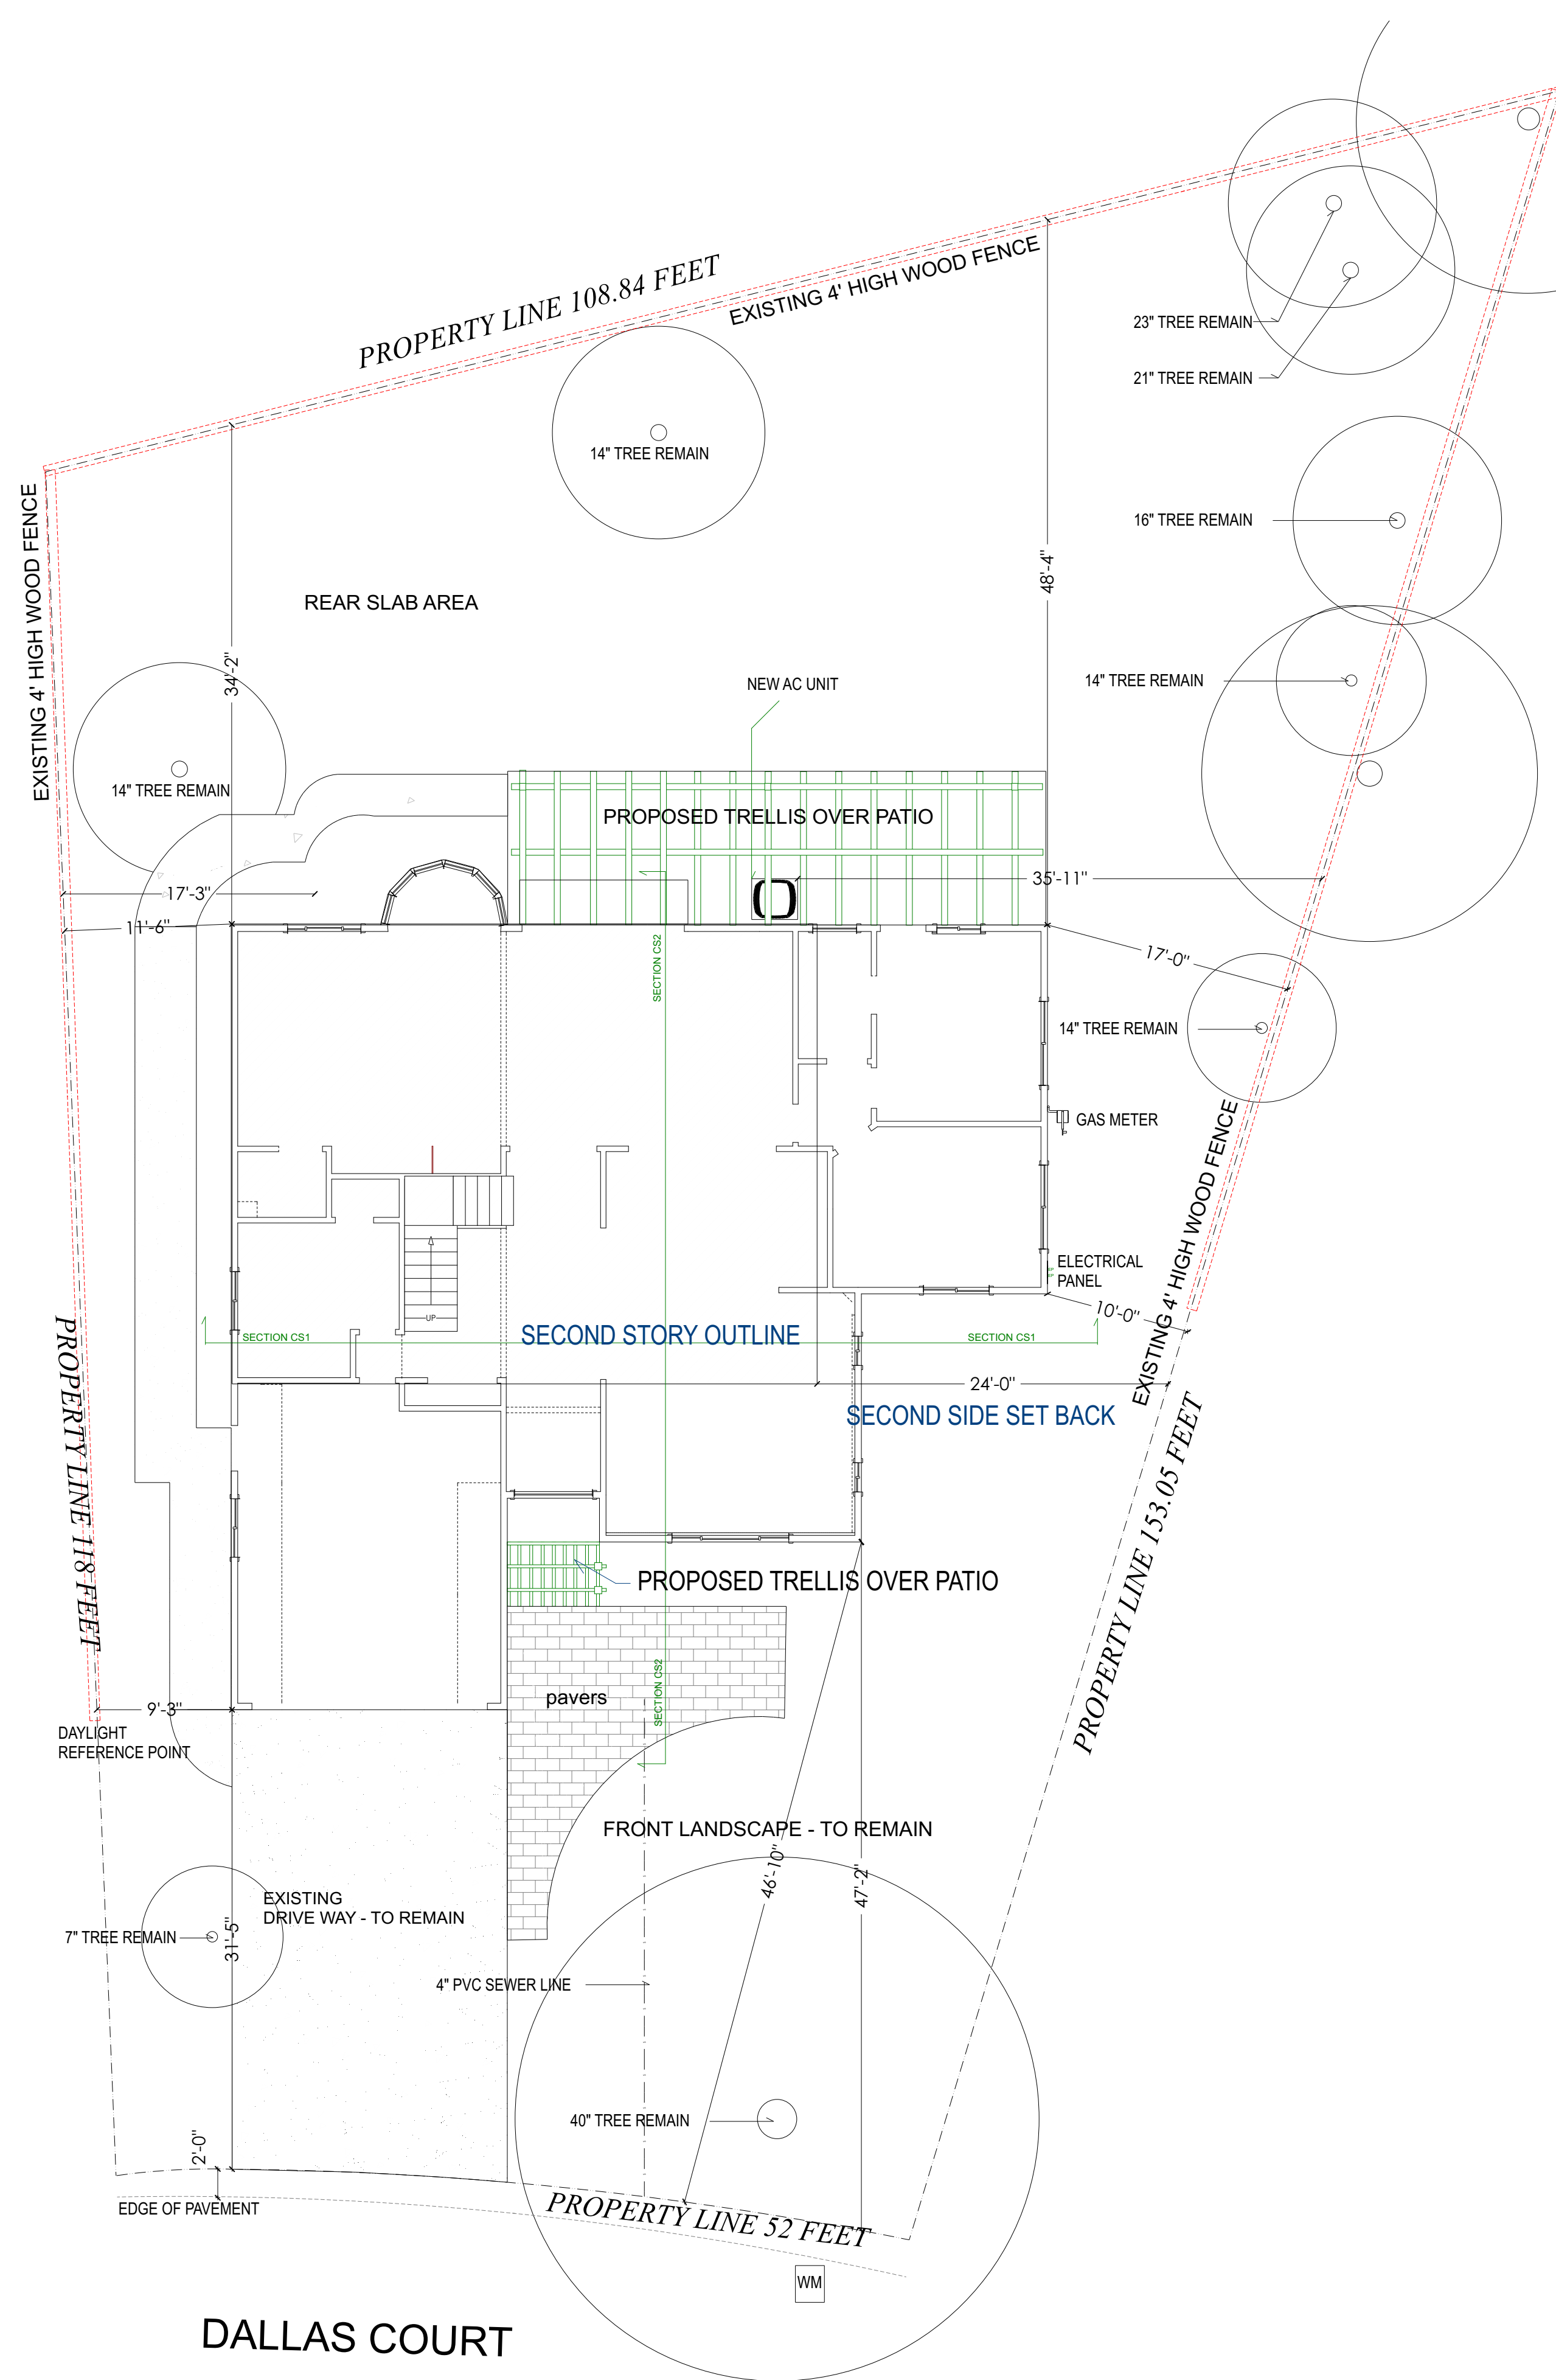 PROPERTY LINE 108.84 FEET
EXISTING 4' HIGH WOOD FENCE
23" TREE REMAIN
21" TREE REMAIN
14" TREE REMAIN
EXISTING 4' HIGH WOOD FENCE
16" TREE REMAIN
48'-4"
REAR SLAB AREA
34'-2"
NEW AC UNIT
14" TREE REMAIN
14" TREE REMAIN
PROPOSED TRELLIS OVER PATIO
17'-3"
35'-11"
11'-6"
17'-0"
SECTION CS2
14" TREE REMAIN
GAS METER
EXISTING 4' HIGH WOOD FENCE
ELECTRICAL
PANEL
10'-0"
UP
SECTION CS1
SECOND STORY OUTLINE
SECTION CS1
24'-0"
SECOND SIDE SET BACK
PROPERTY LINE 118 FEET
PROPERTY LINE 153.05 FEET
PROPOSED TRELLIS OVER PATIO
SECTION CS2
pavers
9'-3"
DAYLIGHT
REFERENCE POINT
FRONT LANDSCAPE - TO REMAIN
46'-10"
47'-2"
EXISTING
DRIVE WAY - TO REMAIN
7" TREE REMAIN
31'-5"
4" PVC SEWER LINE
40" TREE REMAIN
2'-0"
EDGE OF PAVEMENT
PROPERTY LINE 52 FEET
WM
DALLAS COURT